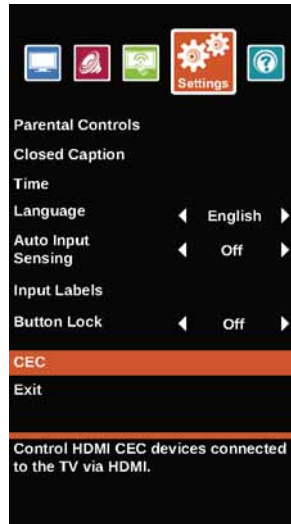 Settings
Parental Controls
Closed Caption
Time
Language English
Auto Input
Sensing Off
Input Labels
Button Lock Off
CEC
Exit
Control HDMI CEC devices connected
to the TV via HDMI.